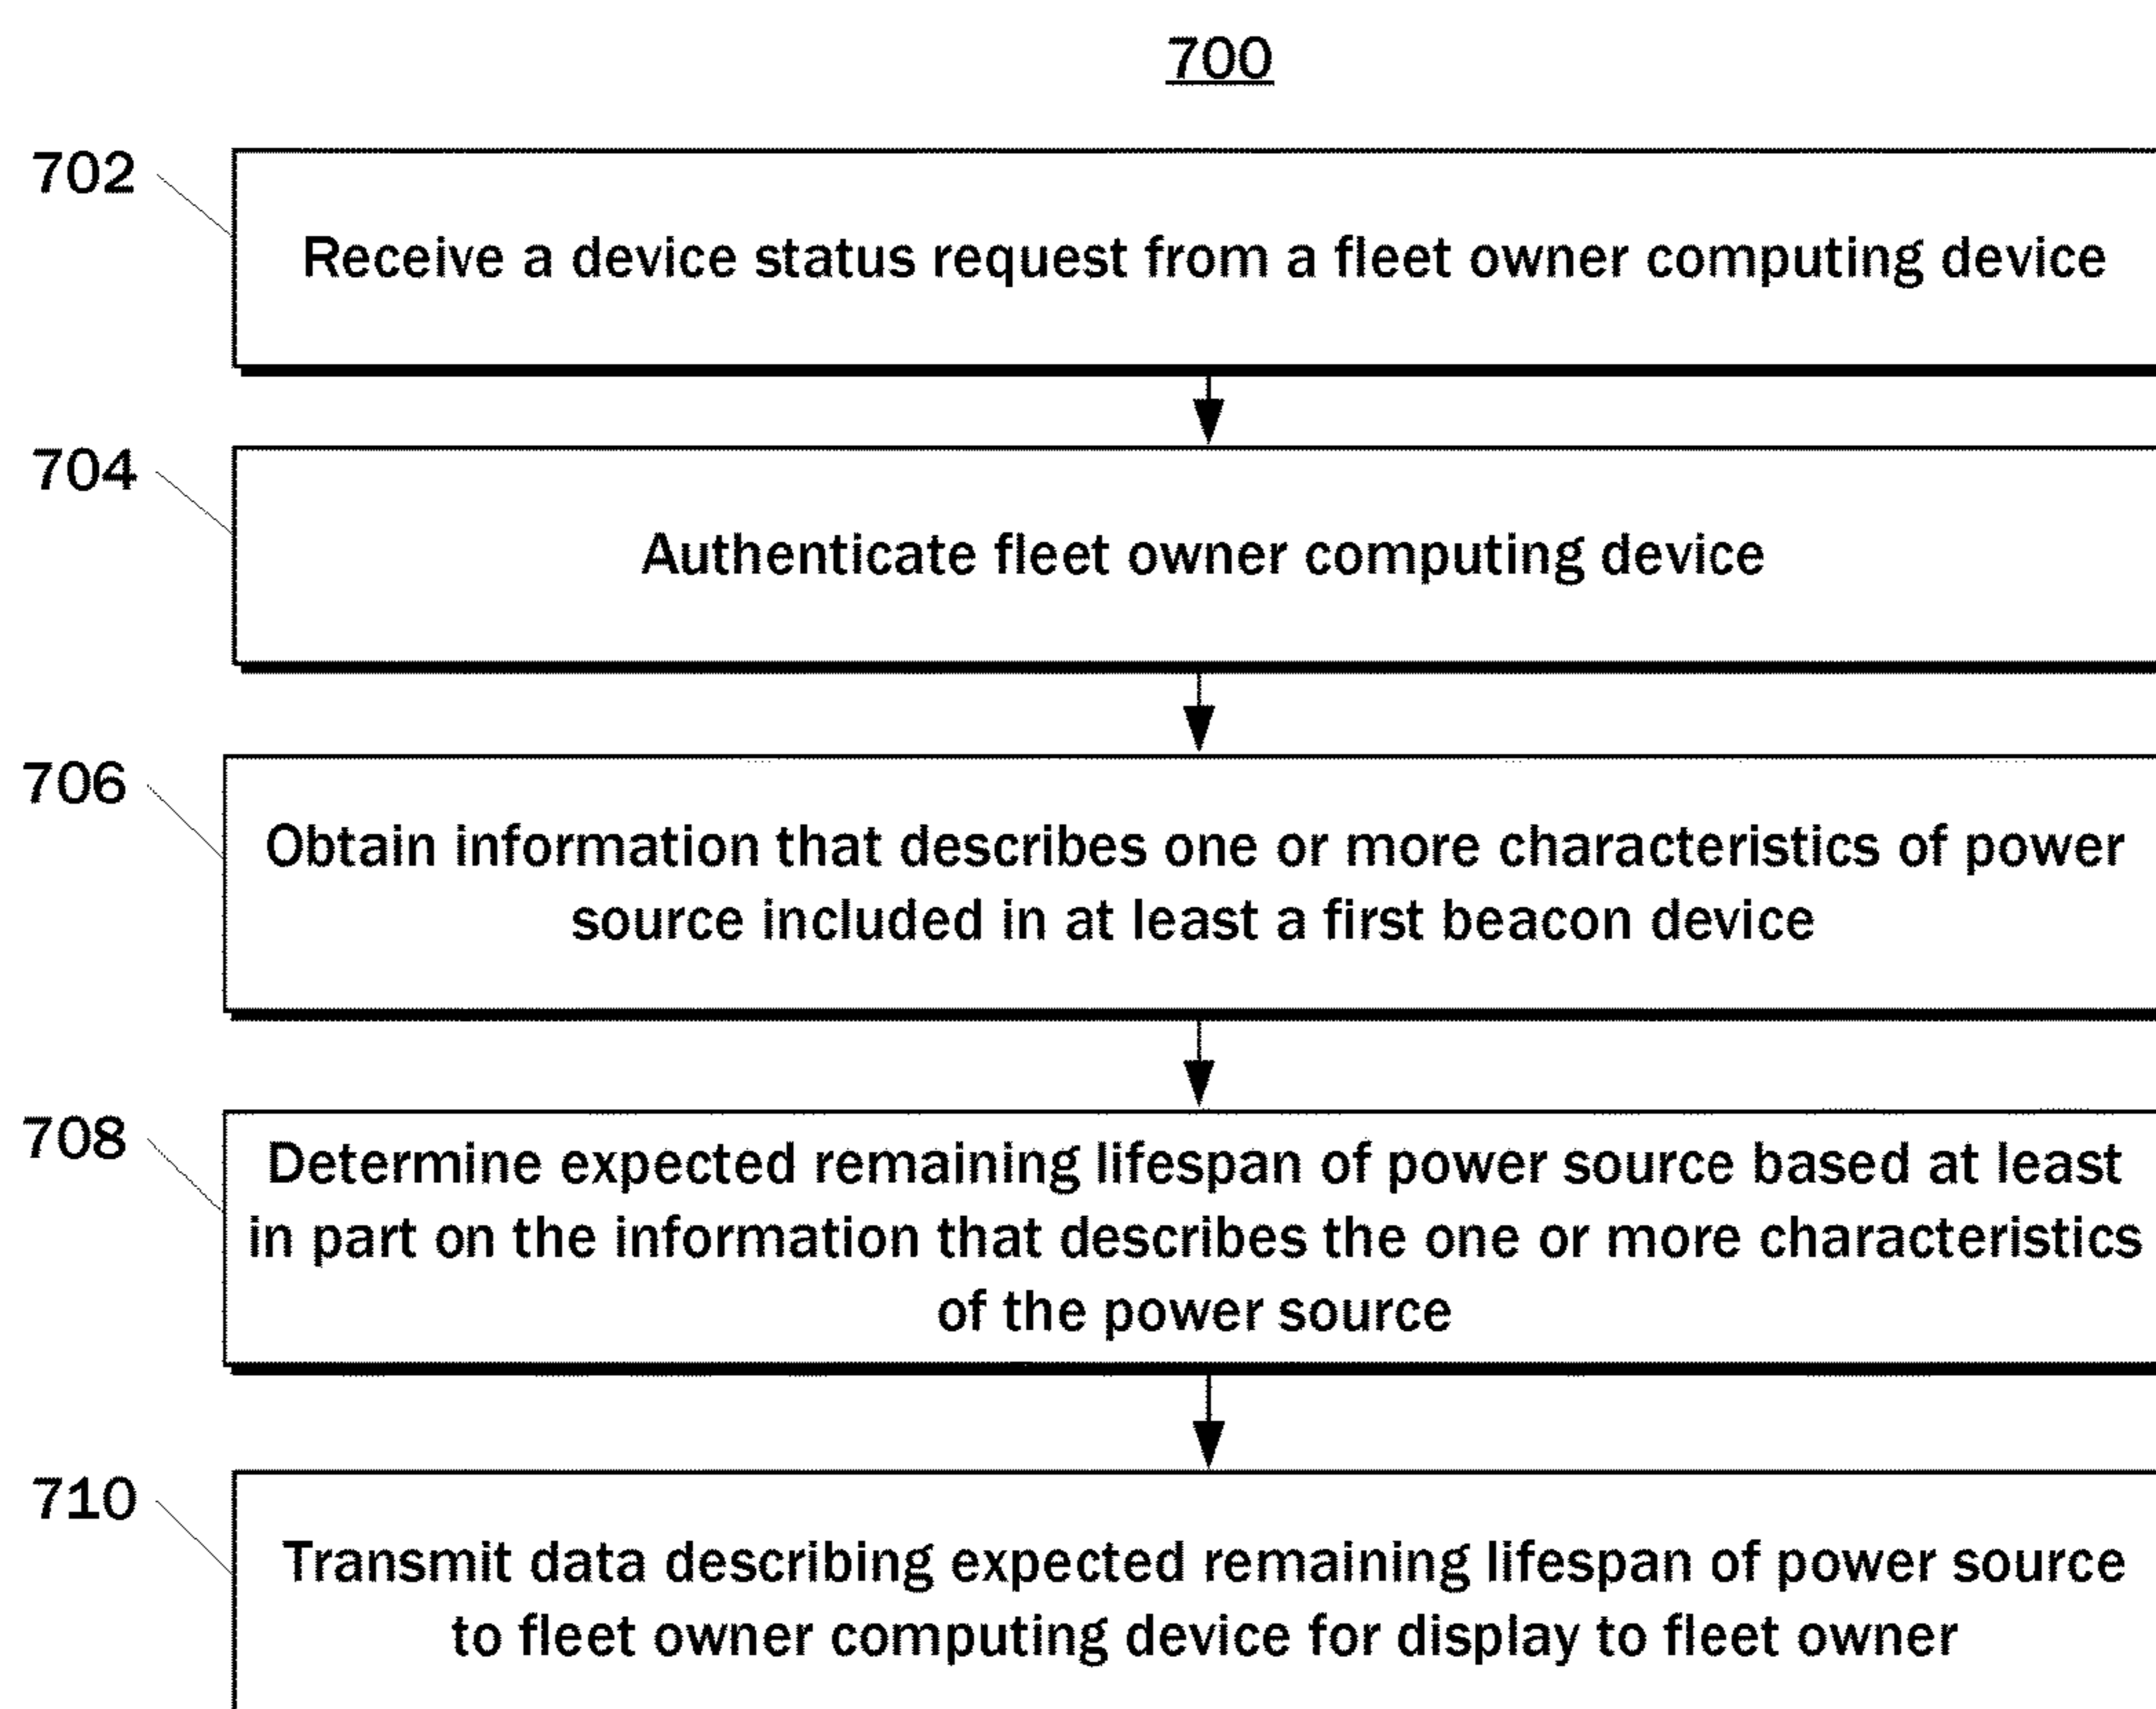 700
702
Receive a device status request from a fleet owner computing device
704
Authenticate fleet owner computing device
706
Obtain information that describes one or more characteristics of power
source included in at least a first beacon device
708
Determine expected remaining lifespan of power source based at least
in part on the information that describes the one or more characteristics
of the power source
710
Transmit data describing expected remaining lifespan of power source
to fleet owner computing device for display to fleet owner